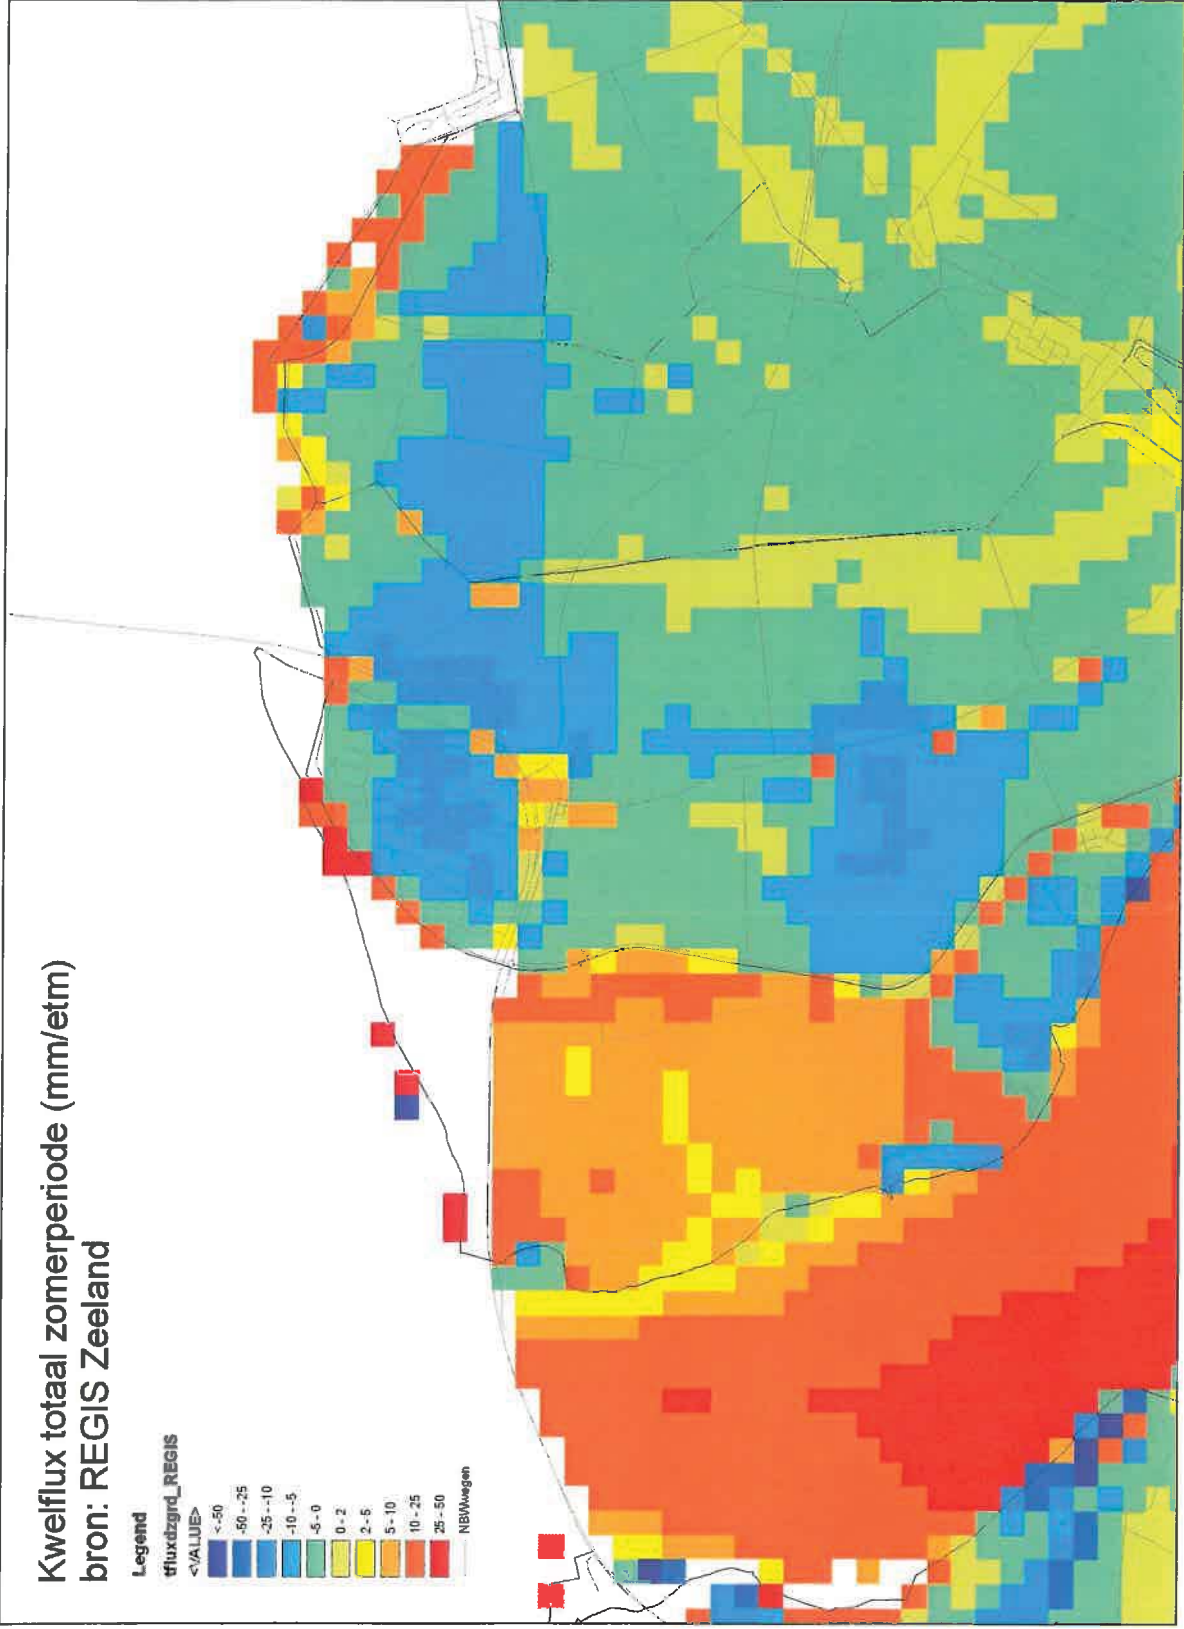 Kwelflux totaal zomerperiode (mm/etm)
bron: REGIS Zeeland
Legend
tfluxdzgrd_REGIS
<VALUE>
< -50
-50 - -25
-25 - -10
-10 - -5
-5 - 0
0 - 2
2 - 5
5 - 10
10 - 25
25 - 50
NBWwegen